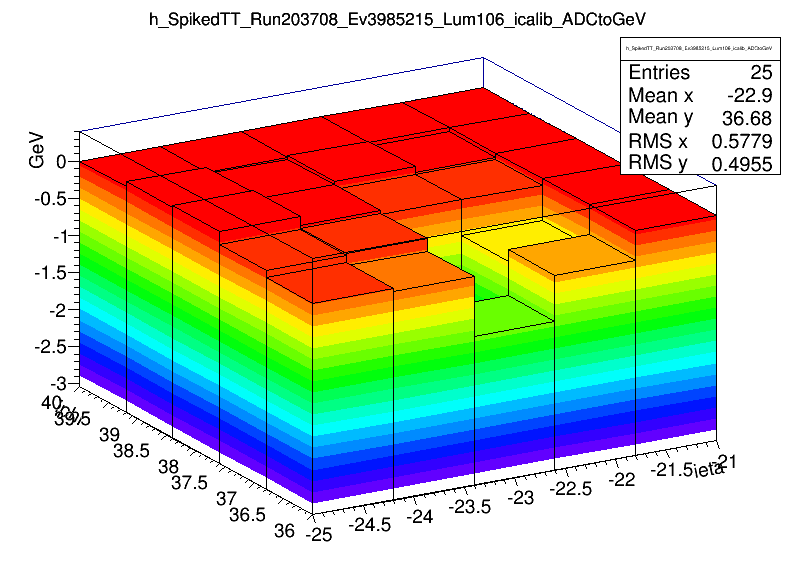 h_SpikedTT_Run203708_Ev3985215_Lum106_icalib_ADCtoGeV
h_SpikedTT_Run203708_Ev3985215_Lum106_icalib_ADCtoGeV
Entries 25
Mean x -22.9
Mean y 36.68
RMS x 0.5779
RMS y 0.4955
GeV
0
-0.5
-1
-1.5
-2
-2.5
-3
40
39.5
39
38.5
38
37.5
37
36.5
36
-25
-24.5
-24
-23.5
-23
-22.5
-22
-21.5
ieta
-21